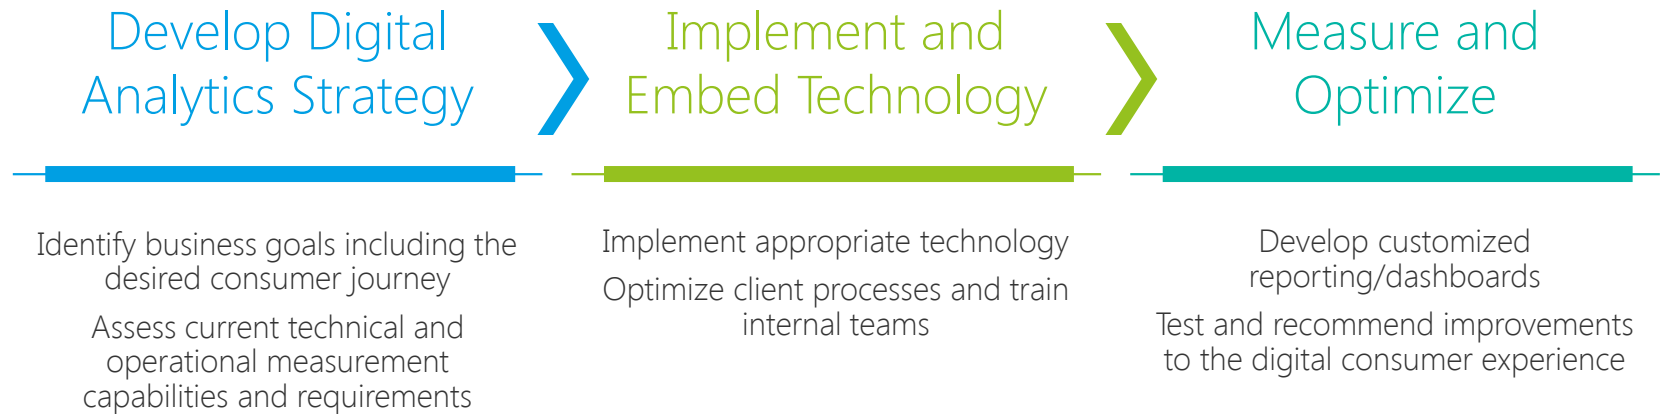 Develop Digital
Analytics Strategy
Identify business goals including the
desired consumer journey
Assess current technical and
operational measurement
capabilities and requirements
Implement and
Embed Technology
Implement appropriate technology
Optimize client processes and train
internal teams
Measure and
Optimize
Develop customized
reporting/dashboards
Test and recommend improvements
to the digital consumer experience